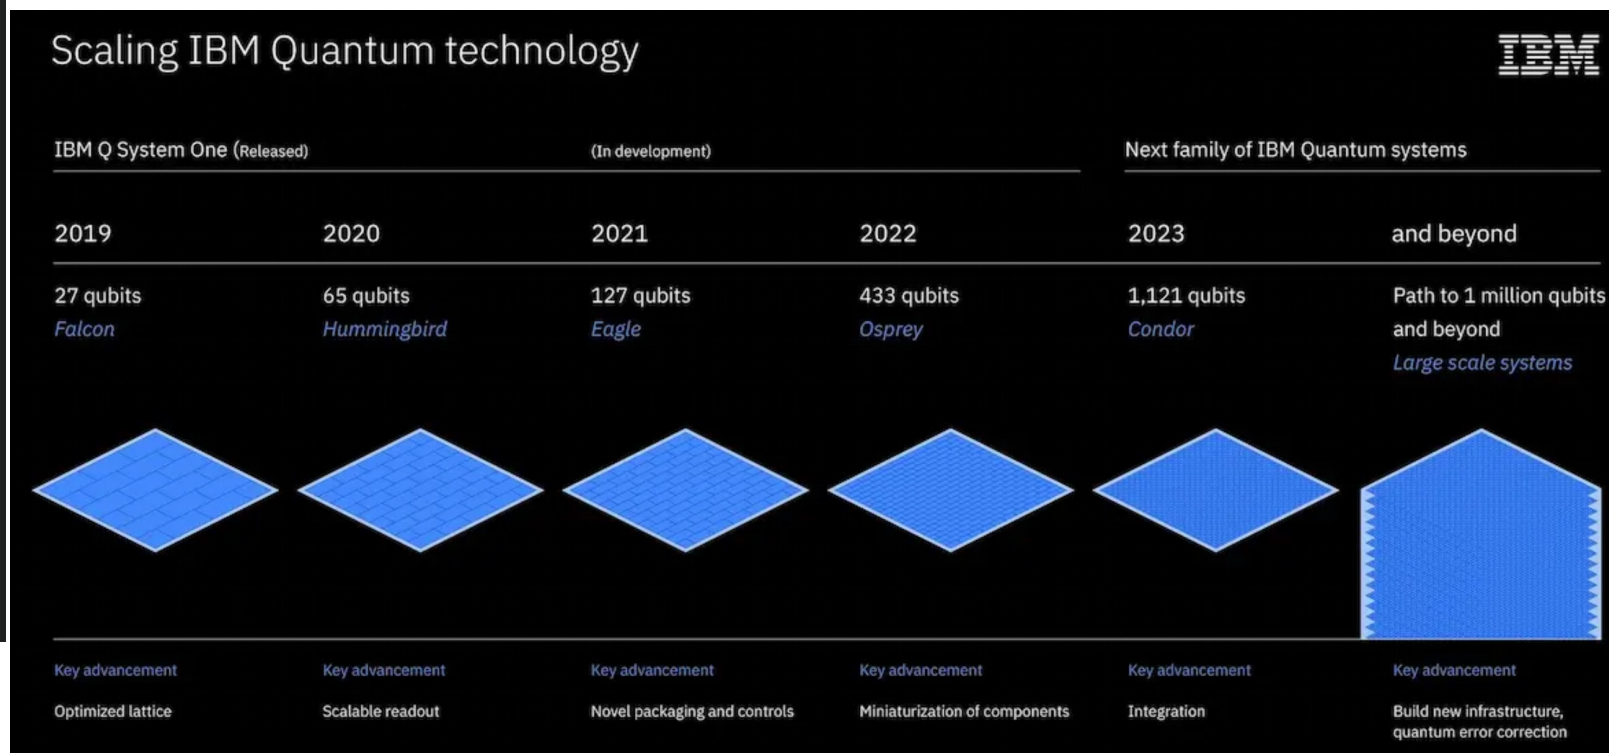 Scaling IBM Quantum technology
IBM
IBM Q System One (Released)
(In development)
Next family of IBM Quantum systems
2019
2020
2021
2022
2023
and beyond
27 qubits
Falcon
65 qubits
Hummingbird
127 qubits
Eagle
433 qubits
Osprey
1,121 qubits
Condor
Path to 1 million qubits
and beyond
Large scale systems
Key advancement
Optimized lattice
Key advancement
Scalable readout
Key advancement
Novel packaging and controls
Key advancement
Miniaturization of components
Key advancement
Integration
Key advancement
Build new infrastructure,
quantum error correction